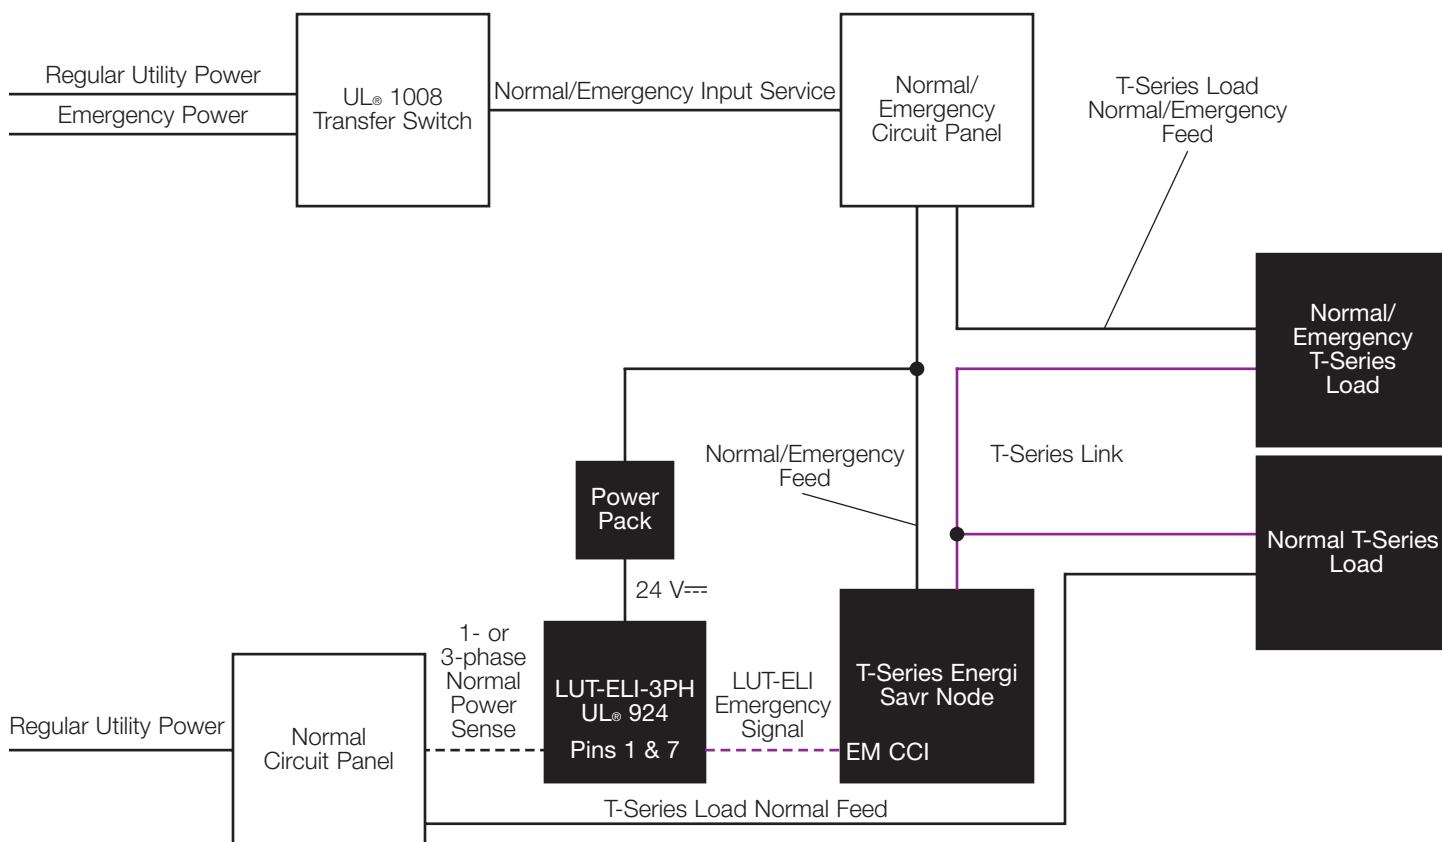 Regular Utility Power
Emergency Power
UL® 1008
Transfer Switch
Normal/Emergency Input Service
Normal/
Emergency
Circuit Panel
T-Series Load
Normal/Emergency
Feed
Normal/
Emergency
T-Series
Load
Normal/Emergency
Feed
T-Series Link
Power
Pack
Normal T-Series
Load
24 V⎓
1- or
3-phase
Normal
Power
Sense
LUT-ELI-3PH
UL® 924
Pins 1 & 7
LUT-ELI
Emergency
Signal
T-Series Energi
Savr Node
EM CCI
Regular Utility Power
Normal
Circuit Panel
T-Series Load Normal Feed